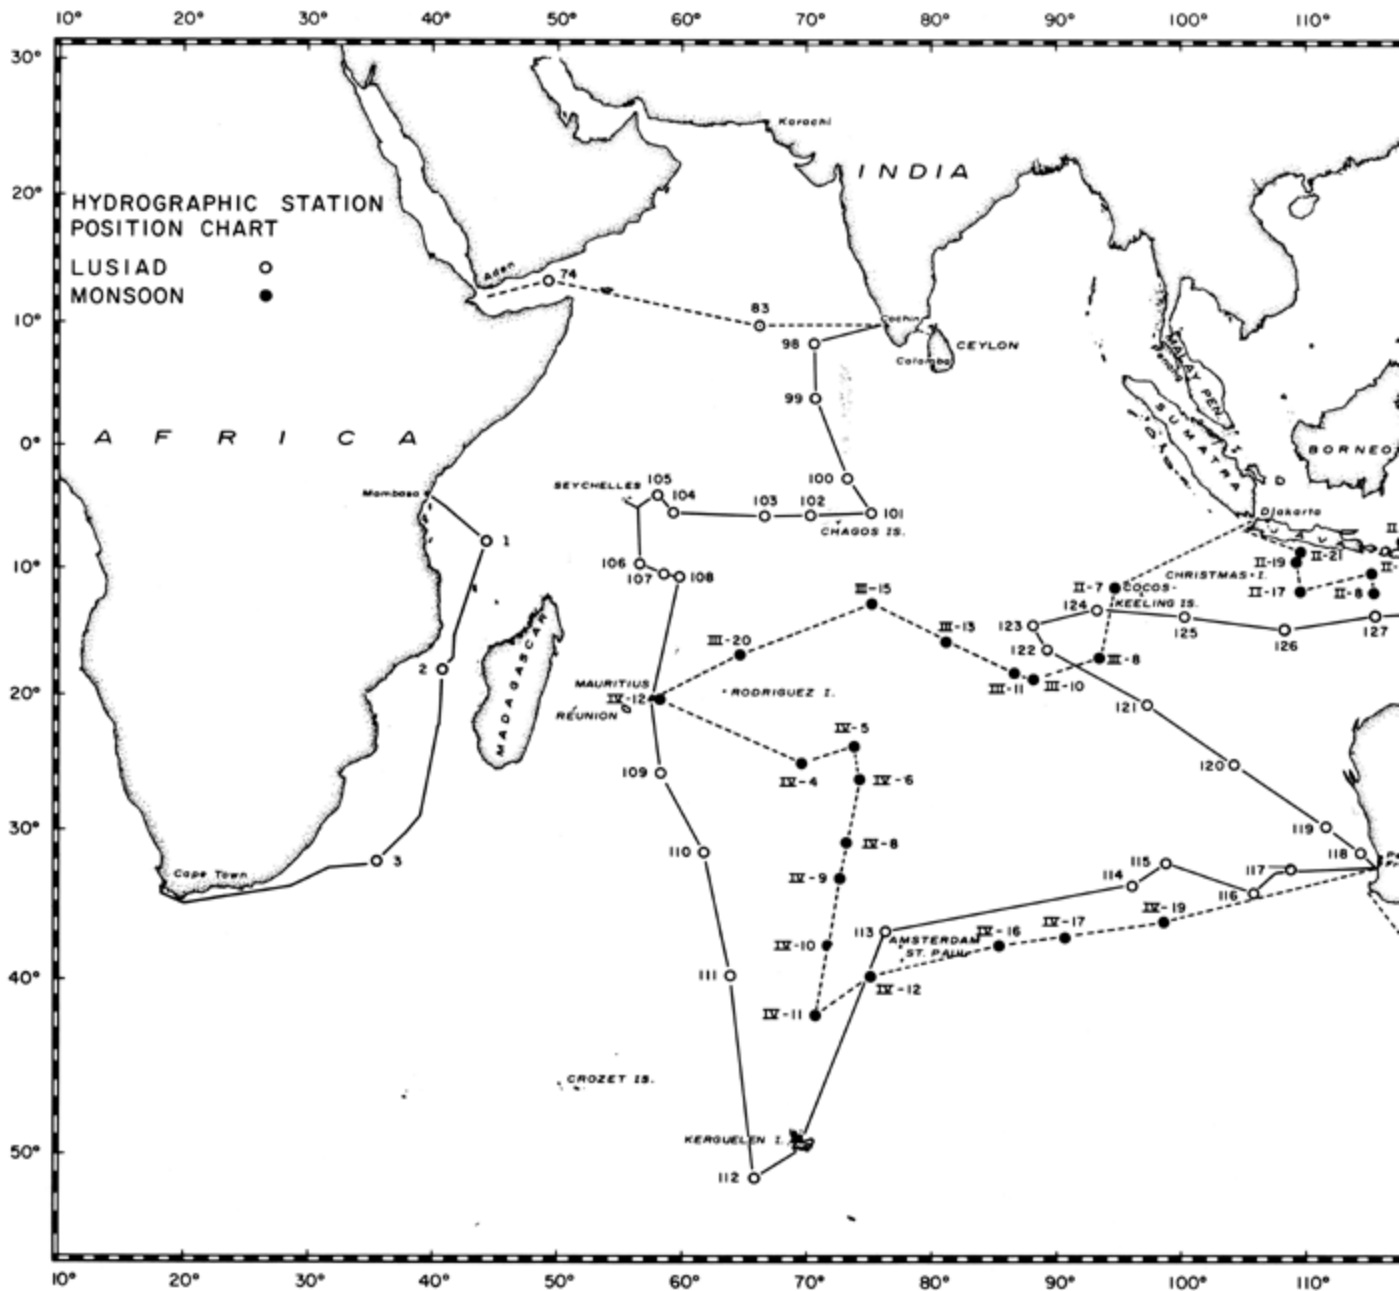 10° 20° 30° 40° 50° 60° 70° 80° 90° 100° 110°
30°
Karachi
INDIA
20°
HYDROGRAPHIC STATION
POSITION CHART
LUSIAD
MONSOON
Aden
74
10°
83
Cochin
98
CEYLON
Colombo
MALAY PEN.
Penang
99
SUMATRA
0°
AFRICA
BORNEO
100
SEYCHELLES
105
104
103
102
101
Mombasa
CHAGOS IS.
Djakarta
JAVA
1
10°
106
107
108
II-19
II-21
CHRISTMAS I.
II-7
COCOS-
KEELING IS.
II-17
II-8
III-15
124
123
125
126
127
MADAGASCAR
III-20
III-13
122
III-8
2
20°
MAURITIUS
IV-12
RODRIGUEZ I.
III-11
III-10
RÉUNION
121
IV-5
109
IV-4
IV-6
120
30°
119
110
IV-8
118
Cape Town
3
IV-9
114
115
116
117
113
IV-10
AMSTERDAM
ST. PAUL
IV-16
IV-17
IV-19
40°
111
IV-12
IV-11
CROZET IS.
50°
KERGUELEN I.
112
10° 20° 30° 40° 50° 60° 70° 80° 90° 100° 110°